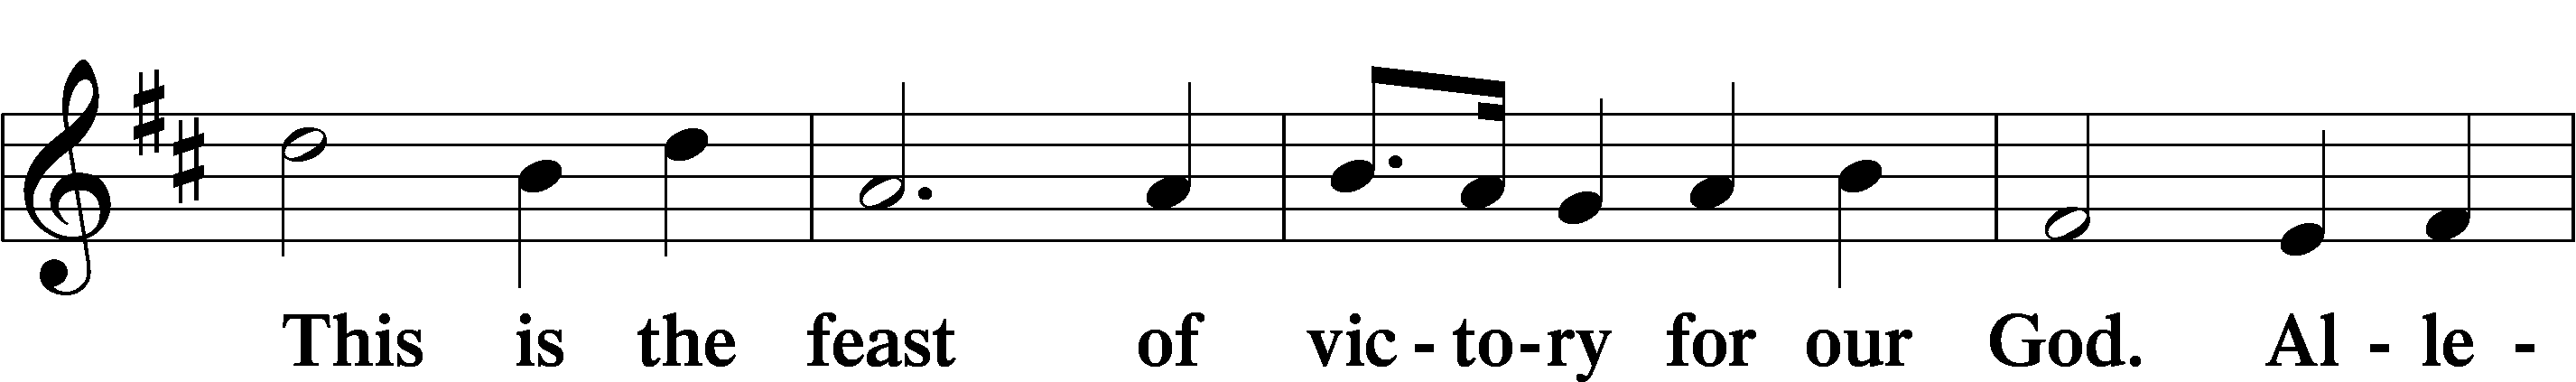 This is the feast of vic - to - ry for our God. Al - le -